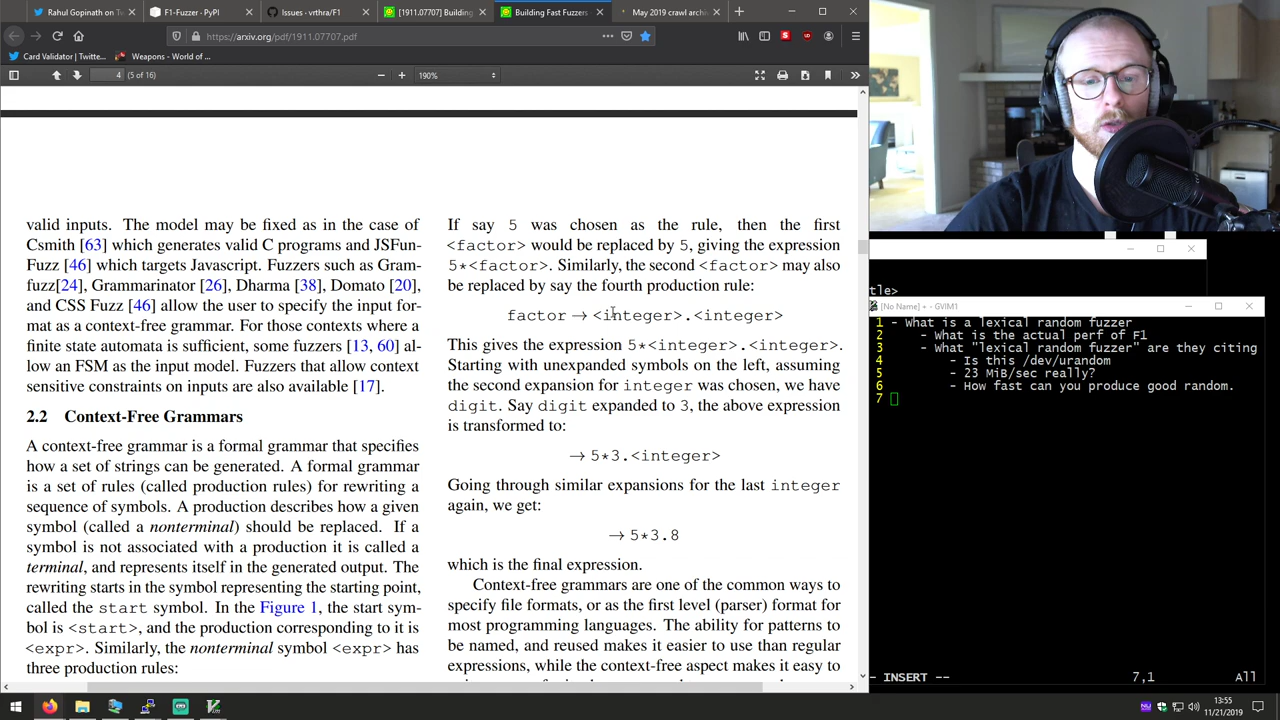 Rahul Gopinath on Tw
F1-Fuzzer · PyPI
Issues · vrthra/F1
[1911.07707] Building
Building Fast Fuzzers
May 2019 crawl archiv
https://arxiv.org/pdf/1911.07707.pdf
Card Validator | Twitte...
Weapons - World of ...
4 (5 of 16)
190%
valid inputs. The model may be fixed as in the case of
Csmith [63] which generates valid C programs and JSFun-
Fuzz [46] which targets Javascript. Fuzzers such as Gram-
fuzz[24], Grammarinator [26], Dharma [38], Domato [20],
and CSS Fuzz [46] allow the user to specify the input for-
mat as a context-free grammar. For those contexts where a
finite state automata is sufficient, some fuzzers [13, 60] al-
low an FSM as the input model. Fuzzers that allow context
sensitive constraints on inputs are also available [17].
2.2 Context-Free Grammars
A context-free grammar is a formal grammar that specifies
how a set of strings can be generated. A formal grammar
is a set of rules (called production rules) for rewriting a
sequence of symbols. A production describes how a given
symbol (called a nonterminal) should be replaced. If a
symbol is not associated with a production it is called a
terminal, and represents itself in the generated output. The
rewriting starts in the symbol representing the starting point,
called the start symbol. In the Figure 1, the start sym-
bol is <start>, and the production corresponding to it is
<expr>. Similarly, the nonterminal symbol <expr> has
three production rules:
If say 5 was chosen as the rule, then the first
<factor> would be replaced by 5, giving the expression
5*<factor>. Similarly, the second <factor> may also
be replaced by say the fourth production rule:
factor → <integer>.<integer>
This gives the expression 5*<integer>.<integer>.
Starting with unexpanded symbols on the left, assuming
the second expansion for integer was chosen, we have
digit. Say digit expanded to 3, the above expression
is transformed to:
→ 5*3.<integer>
Going through similar expansions for the last integer
again, we get:
→ 5*3.8
which is the final expression.
Context-free grammars are one of the common ways to
specify file formats, or as the first level (parser) format for
most programming languages. The ability for patterns to
be named, and reused makes it easier to use than regular
expressions, while the context-free aspect makes it easy to
tle>
[No Name] + - GVIM1
1 - What is a lexical random fuzzer
2 - What is the actual perf of F1
3 - What "lexical random fuzzer" are they citing
4 - Is this /dev/urandom
5 - 23 MiB/sec really?
6 - How fast can you produce good random.
7
- INSERT -- 7,1 All
13:55
11/21/2019